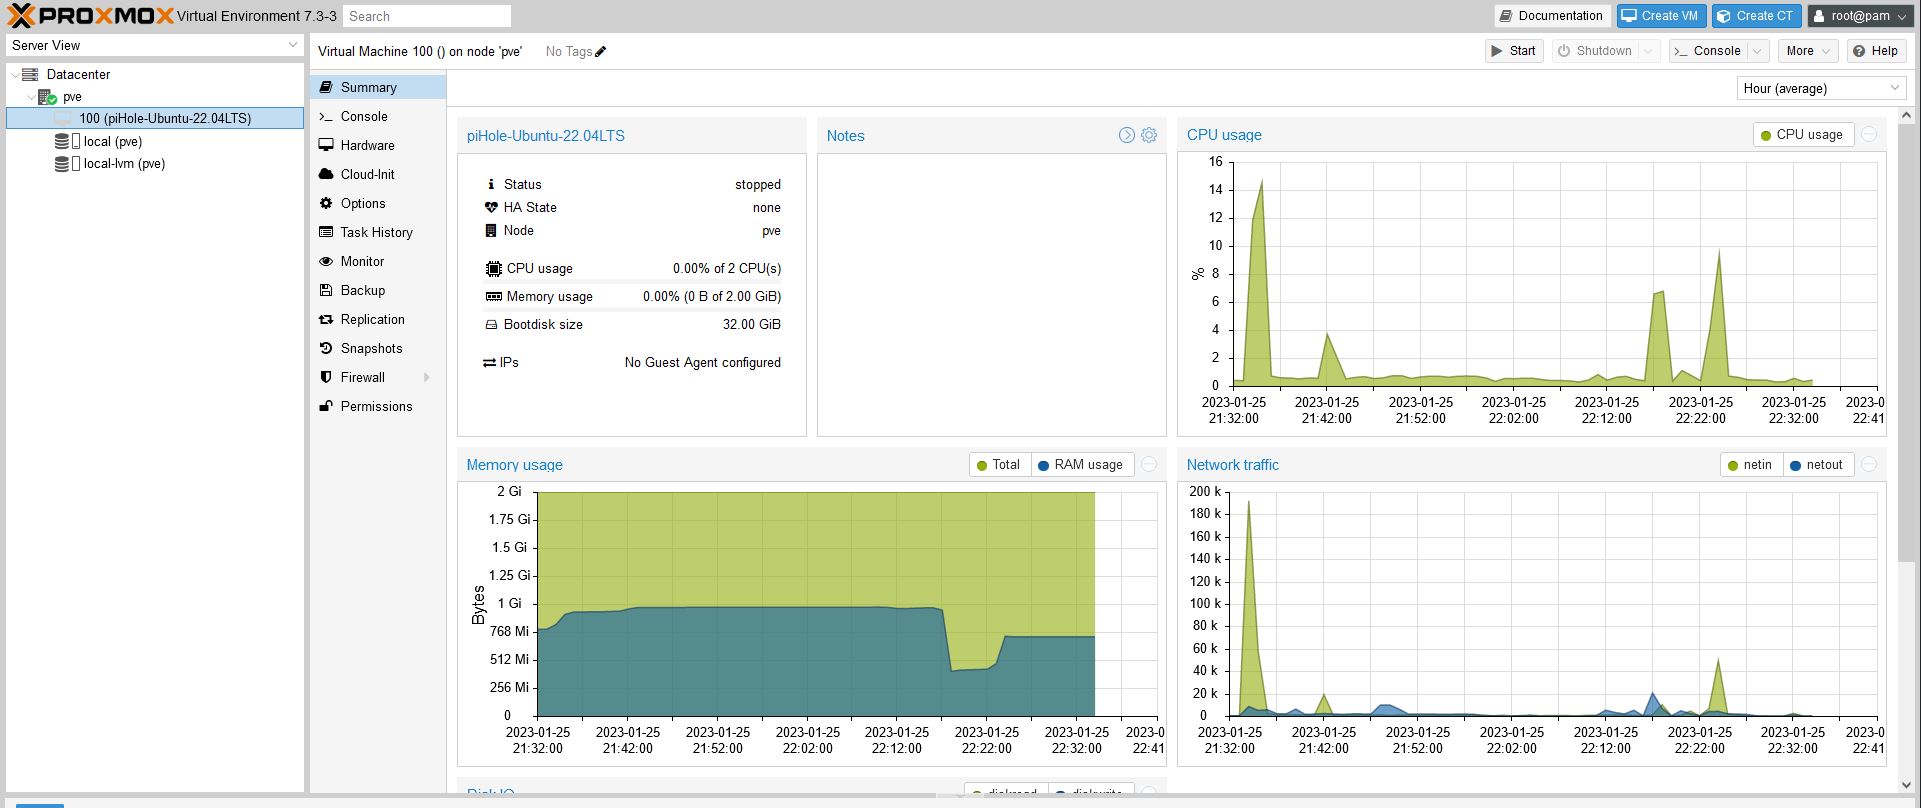 PROXMOX Virtual Environment 7.3-3 Search Documentation Create VM Create CT root@pam
Server View
Datacenter
pve
100 (piHole-Ubuntu-22.04LTS)
local (pve)
local-lvm (pve)
Virtual Machine 100 () on node 'pve' No Tags Start Shutdown Console More Help
Summary
Console
Hardware
Cloud-Init
Options
Task History
Monitor
Backup
Replication
Snapshots
Firewall
Permissions
Hour (average)
piHole-Ubuntu-22.04LTS
Status stopped
HA State none
Node pve
CPU usage 0.00% of 2 CPU(s)
Memory usage 0.00% (0 B of 2.00 GiB)
Bootdisk size 32.00 GiB
IPs No Guest Agent configured
Notes
CPU usage CPU usage
16
14
12
10
%
8
6
4
2
0
2023-01-25 2023-01-25 2023-01-25 2023-01-25 2023-01-25 2023-01-25 2023-01-25 2023-0
21:32:00 21:42:00 21:52:00 22:02:00 22:12:00 22:22:00 22:32:00 22:41
Memory usage Total RAM usage
2 Gi
1.75 Gi
1.5 Gi
1.25 Gi
Bytes
1 Gi
768 Mi
512 Mi
256 Mi
0
2023-01-25 2023-01-25 2023-01-25 2023-01-25 2023-01-25 2023-01-25 2023-01-25 2023-0
21:32:00 21:42:00 21:52:00 22:02:00 22:12:00 22:22:00 22:32:00 22:41
Network traffic netin netout
200 k
180 k
160 k
140 k
120 k
100 k
80 k
60 k
40 k
20 k
0
2023-01-25 2023-01-25 2023-01-25 2023-01-25 2023-01-25 2023-01-25 2023-01-25 2023-0
21:32:00 21:42:00 21:52:00 22:02:00 22:12:00 22:22:00 22:32:00 22:41
Disk IO diskread diskwrite